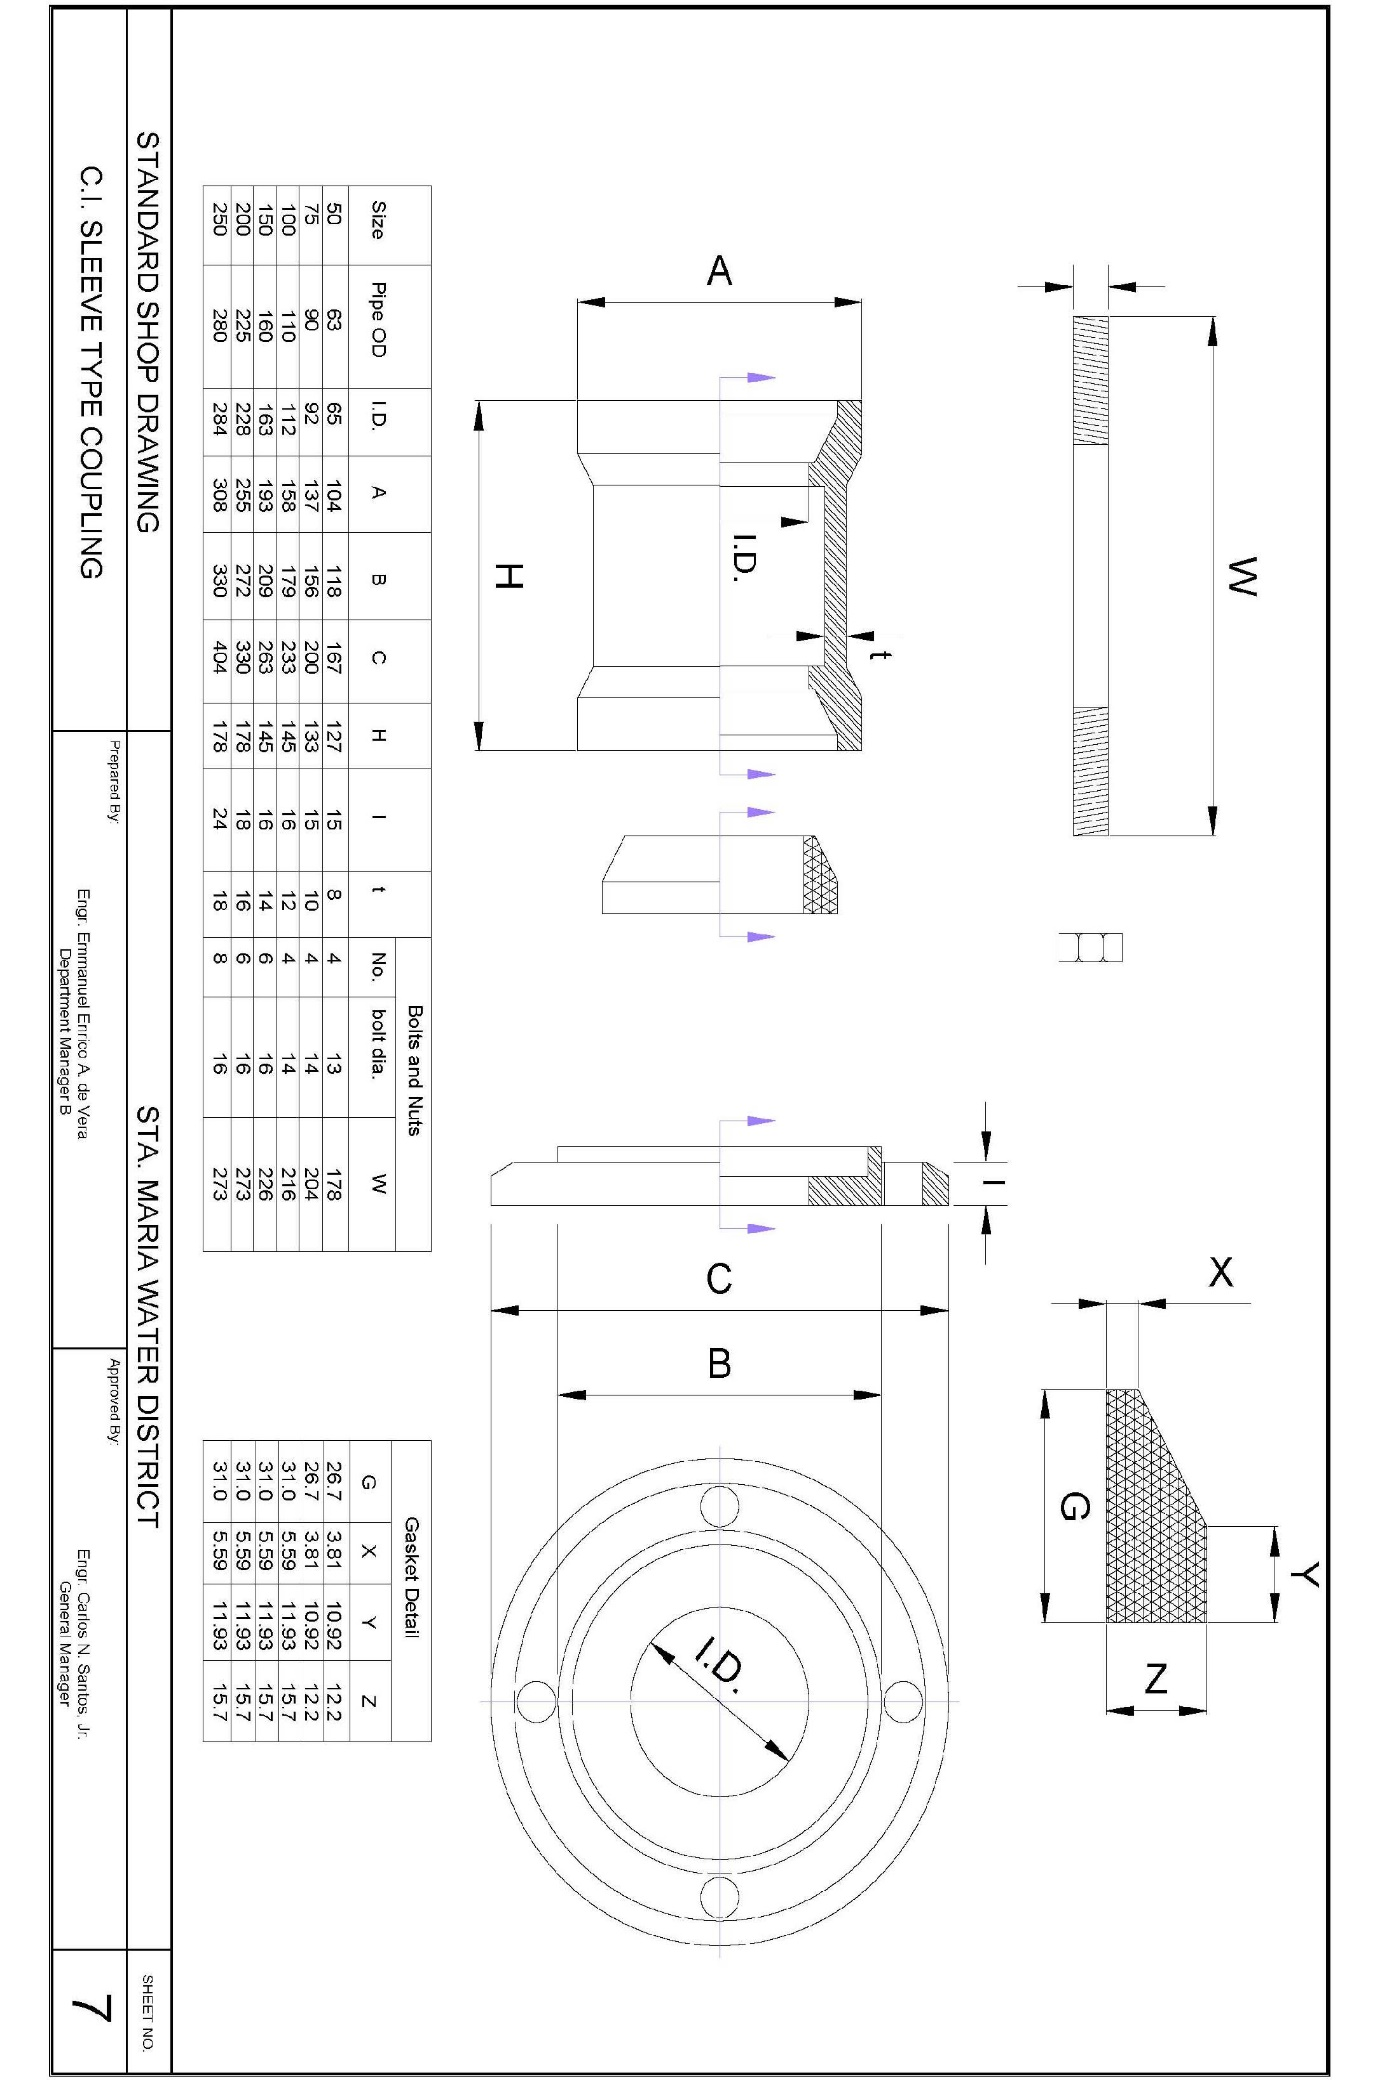 W
X
Y
G
Z
A
I.D.
t
H
I
C
B
I.D.
Bolts and Nuts
Size Pipe OD I.D. A B C H I t No. bolt dia. W
50 63 65 104 118 167 127 15 8 4 13 178
75 90 92 137 156 200 133 15 10 4 14 204
100 110 112 158 179 233 145 16 12 4 14 216
150 160 163 193 209 263 145 16 14 6 16 226
200 225 228 255 272 330 178 18 16 6 16 273
250 280 284 308 330 404 178 24 18 8 16 273
Gasket Detail
G X Y Z
26.7 3.81 10.92 12.2
26.7 3.81 10.92 12.2
31.0 5.59 11.93 15.7
31.0 5.59 11.93 15.7
31.0 5.59 11.93 15.7
31.0 5.59 11.93 15.7
STANDARD SHOP DRAWING
STA. MARIA WATER DISTRICT
SHEET NO.
C.I. SLEEVE TYPE COUPLING
Prepared By:
Engr. Emmanuel Enrico A. de Vera
Department Manager B
Approved By:
Engr. Carlos N. Santos, Jr.
General Manager
7